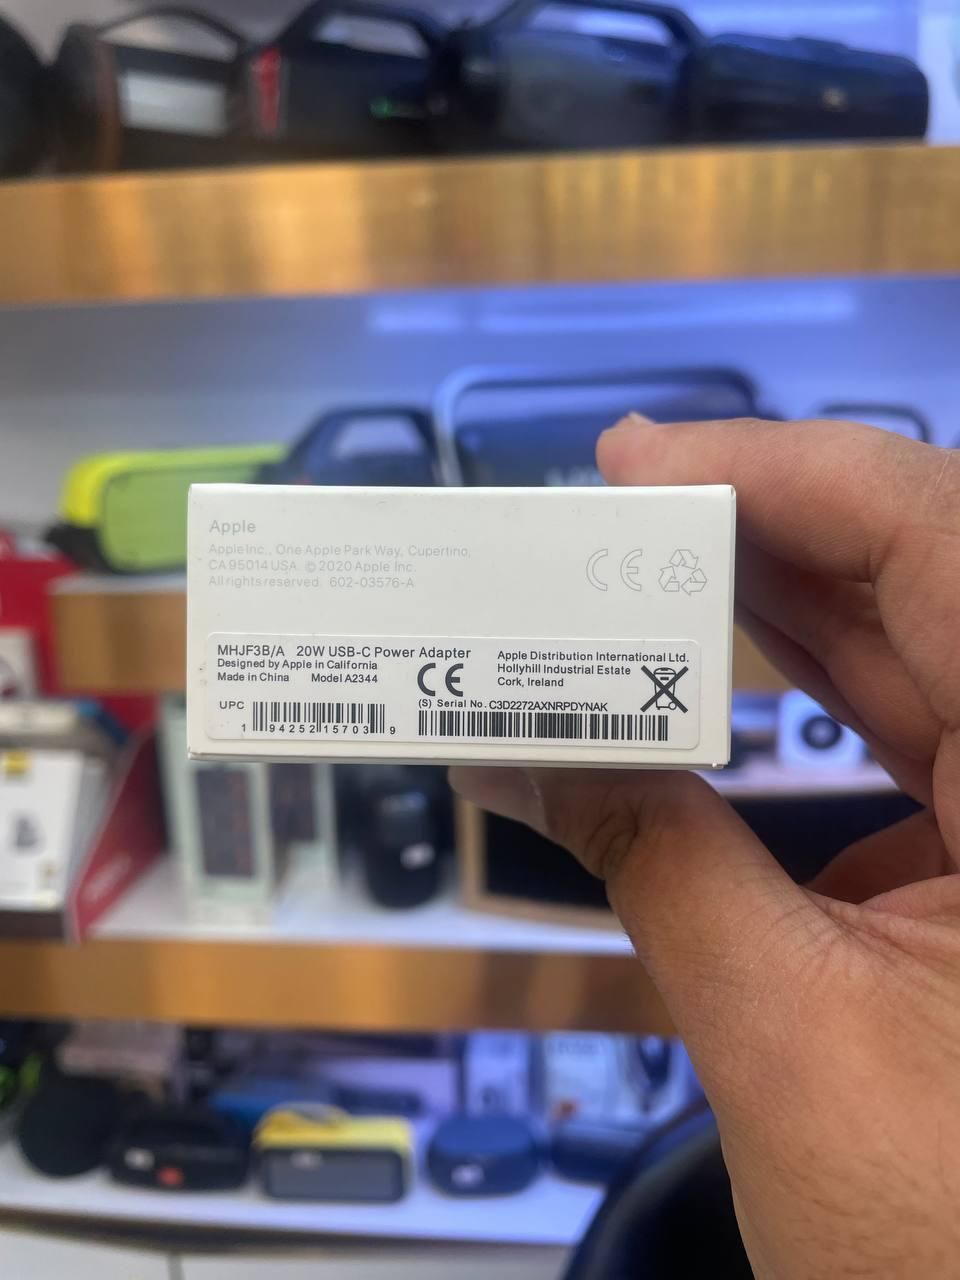 Apple
Apple Inc., One Apple Park Way, Cupertino,
CA 95014 USA. © 2020 Apple Inc.
All rights reserved. 602-03576-A
MHJF3B/A 20W USB-C Power Adapter
Designed by Apple in California
Made in China Model A2344
CE
Apple Distribution International Ltd.
Hollyhill Industrial Estate
Cork, Ireland
UPC
1 94252 15703 9
(S) Serial No. C3D2272AXNRPDYNAK